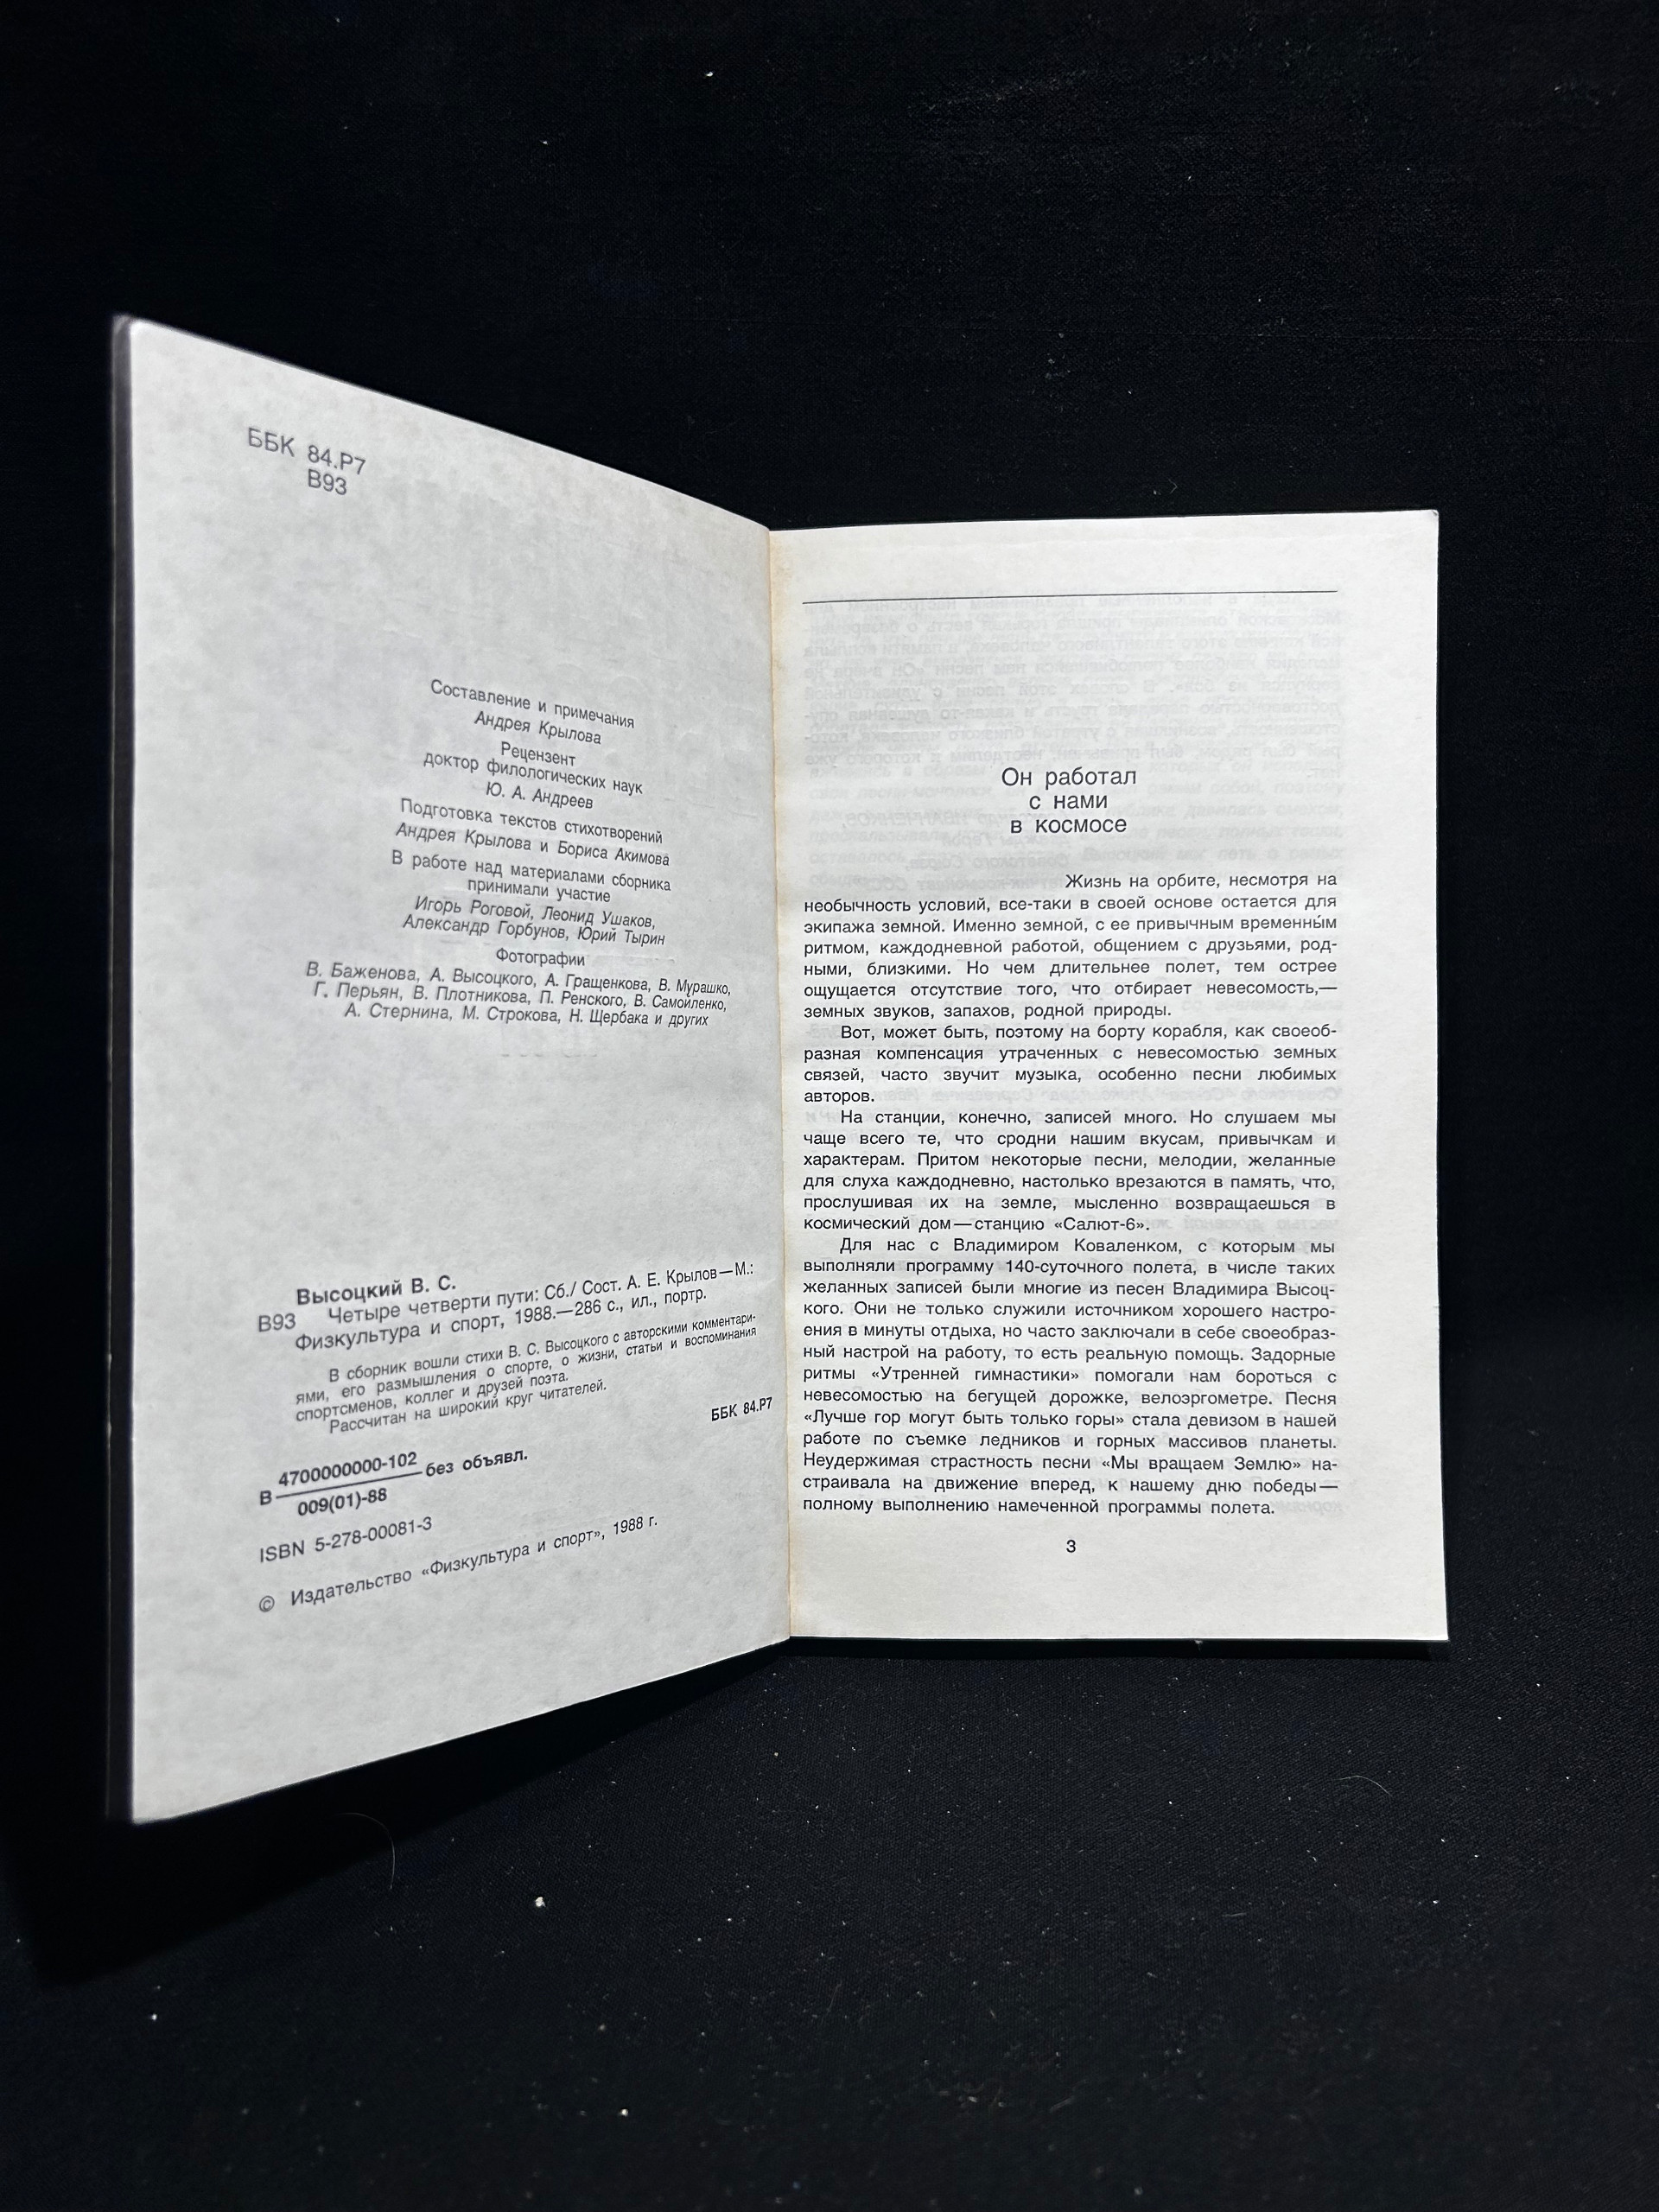 ББК 84.Р7
В93
Составление и примечания
Андрея Крылова
Рецензент
доктор филологических наук
Ю. А. Андреев
Подготовка текстов стихотворений
Андрея Крылова и Бориса Акимова
В работе над материалами сборника
принимали участие
Игорь Роговой, Леонид Ушаков,
Александр Горбунов, Юрий Тырин
Фотографии
В. Баженова, А. Высоцкого, А. Гращенкова, В. Мурашко,
Г. Перьян, В. Плотникова, П. Ренского, В. Самойленко,
А. Стернина, М. Строкова, Н. Щербака и других
Высоцкий В. С.
В93 Четыре четверти пути: Сб./ Сост. А. Е. Крылов—М.:
Физкультура и спорт, 1988.—286 с., ил., портр.
В сборник вошли стихи В. С. Высоцкого с авторскими комментари-
ями, его размышления о спорте, о жизни, статьи и воспоминания
спортсменов, коллег и друзей поэта.
Рассчитан на широкий круг читателей.
ББК 84.Р7
4700000000-102
В без объявл.
009(01)-88
ISBN 5-278-00081-3
© Издательство «Физкультура и спорт», 1988 г.
Он работал
с нами
в космосе
Жизнь на орбите, несмотря на
необычность условий, все-таки в своей основе остается для
экипажа земной. Именно земной, с ее привычным временным
ритмом, каждодневной работой, общением с друзьями, род-
ными, близкими. Но чем длительнее полет, тем острее
ощущается отсутствие того, что отбирает невесомость,—
земных звуков, запахов, родной природы.
Вот, может быть, поэтому на борту корабля, как своеоб-
разная компенсация утраченных с невесомостью земных
связей, часто звучит музыка, особенно песни любимых
авторов.
На станции, конечно, записей много. Но слушаем мы
чаще всего те, что сродни нашим вкусам, привычкам и
характерам. Притом некоторые песни, мелодии, желанные
для слуха каждодневно, настолько врезаются в память, что,
прослушивая их на земле, мысленно возвращаешься в
космический дом—станцию «Салют-6».
Для нас с Владимиром Коваленком, с которым мы
выполняли программу 140-суточного полета, в числе таких
желанных записей были многие из песен Владимира Высоц-
кого. Они не только служили источником хорошего настро-
ения в минуты отдыха, но часто заключали в себе своеобраз-
ный настрой на работу, то есть реальную помощь. Задорные
ритмы «Утренней гимнастики» помогали нам бороться с
невесомостью на бегущей дорожке, велоэргометре. Песня
«Лучше гор могут быть только горы» стала девизом в нашей
работе по съемке ледников и горных массивов планеты.
Неудержимая страстность песни «Мы вращаем Землю» на-
страивала на движение вперед, к нашему дню победы—
полному выполнению намеченной программы полета.
3